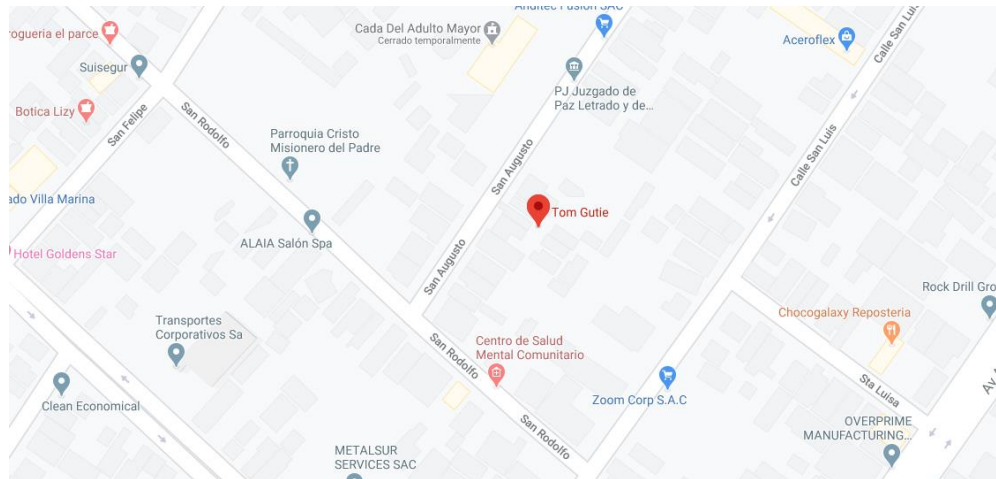 Anditec Fusion SAC
rogueria el parce
Cada Del Adulto Mayor
Cerrado temporalmente
Aceroflex
Calle San Luis
Suisegur
PJ Juzgado de
Paz Letrado y de...
Botica Lizy
San Felipe
San Rodolfo
Parroquia Cristo
Misionero del Padre
San Augusto
Calle San Luis
ado Villa Marina
Tom Gutie
ALAIA Salón Spa
Hotel Goldens Star
San Augusto
Rock Drill Gro
Transportes
Corporativos Sa
Chocogalaxy Reposteria
Centro de Salud
Mental Comunitario
San Rodolfo
Sta Luisa
Av
Clean Economical
Zoom Corp S.A.C
San Rodolfo
OVERPRIME
MANUFACTURING...
METALSUR
SERVICES SAC